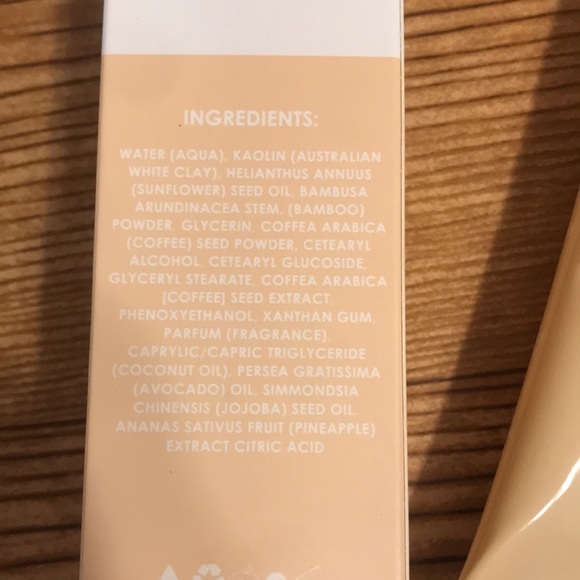 INGREDIENTS:
WATER (AQUA), KAOLIN (AUSTRALIAN
WHITE CLAY), HELIANTHUS ANNUUS
(SUNFLOWER) SEED OIL, BAMBUSA
ARUNDINACEA STEM, (BAMBOO)
POWDER, GLYCERIN, COFFEA ARABICA
(COFFEE) SEED POWDER, CETEARYL
ALCOHOL, CETEARYL GLUCOSIDE,
GLYCERYL STEARATE, COFFEA ARABICA
[COFFEE] SEED EXTRACT,
PHENOXYETHANOL, XANTHAN GUM,
PARFUM (FRAGRANCE),
CAPRYLIC/CAPRIC TRIGLYCERIDE
(COCONUT OIL), PERSEA GRATISSIMA
(AVOCADO) OIL, SIMMONDSIA
CHINENSIS (JOJOBA) SEED OIL,
ANANAS SATIVUS FRUIT (PINEAPPLE)
EXTRACT CITRIC ACID